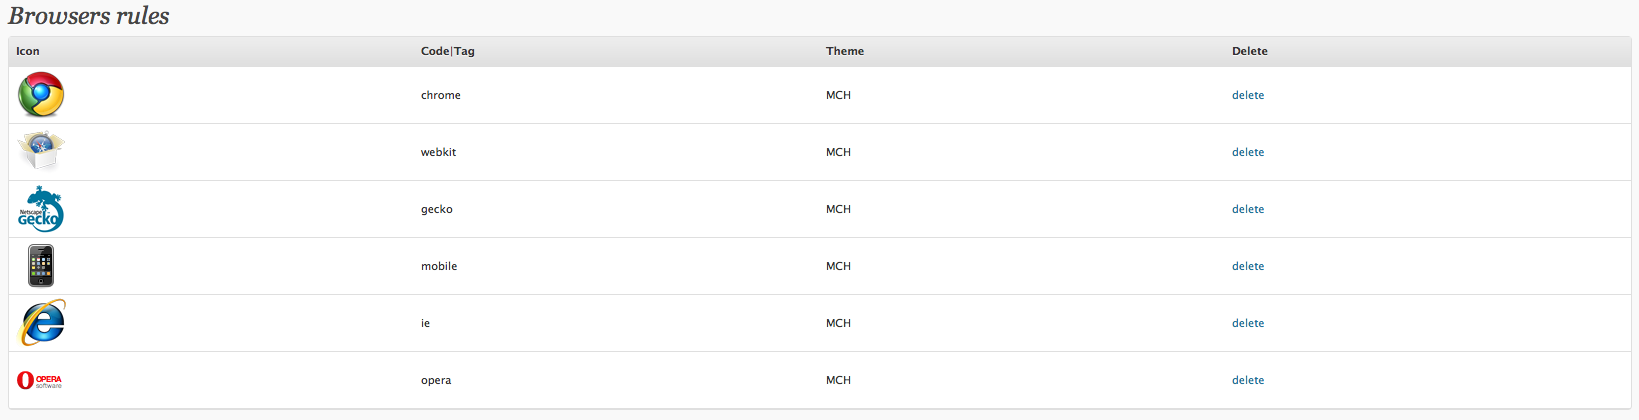 Browsers rules
Icon Code|Tag Theme Delete
chrome MCH delete
webkit MCH delete
Netscape Gecko gecko MCH delete
mobile MCH delete
ie MCH delete
OPERA software opera MCH delete